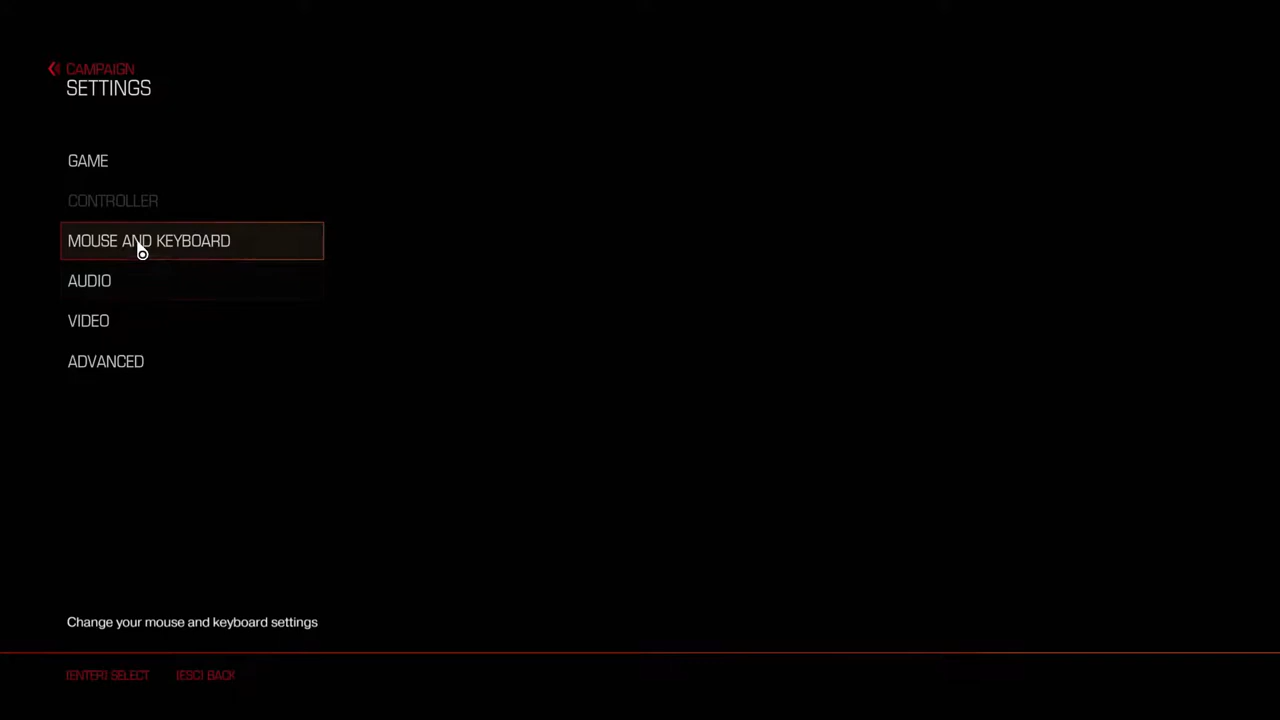 CAMPAIGN
SETTINGS
GAME
CONTROLLER
MOUSE AND KEYBOARD
AUDIO
VIDEO
ADVANCED
Change your mouse and keyboard settings
[ENTER] SELECT [ESC] BACK